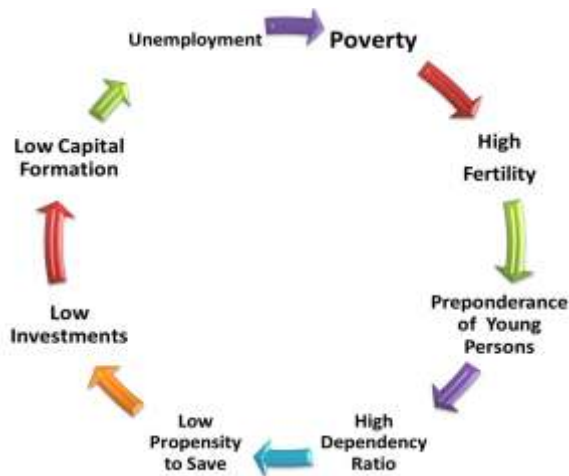 Unemployment
Poverty
High
Fertility
Preponderance
of Young
Persons
High
Dependency
Ratio
Low
Propensity
to Save
Low
Investments
Low Capital
Formation